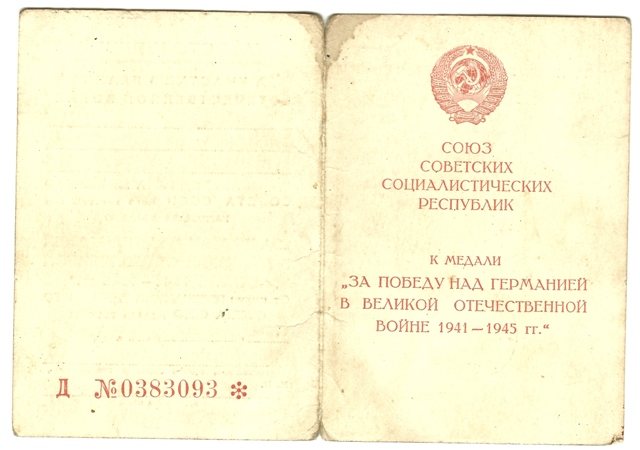 Д №0383093 *
СОЮЗ
СОВЕТСКИХ
СОЦИАЛИСТИЧЕСКИХ
РЕСПУБЛИК
К МЕДАЛИ
„ЗА ПОБЕДУ НАД ГЕРМАНИЕЙ
В ВЕЛИКОЙ ОТЕЧЕСТВЕННОЙ
ВОЙНЕ 1941—1945 гг.“